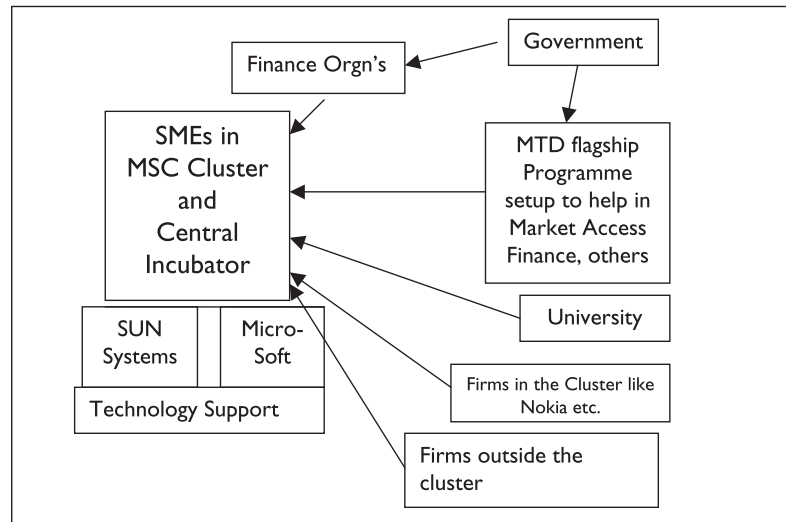 Government
Finance Orgn's
SMEs in
MSC Cluster
and
Central
Incubator
MTD flagship
Programme
setup to help in
Market Access
Finance, others
University
SUN
Systems
Micro-
Soft
Technology Support
Firms in the Cluster like
Nokia etc.
Firms outside the
cluster